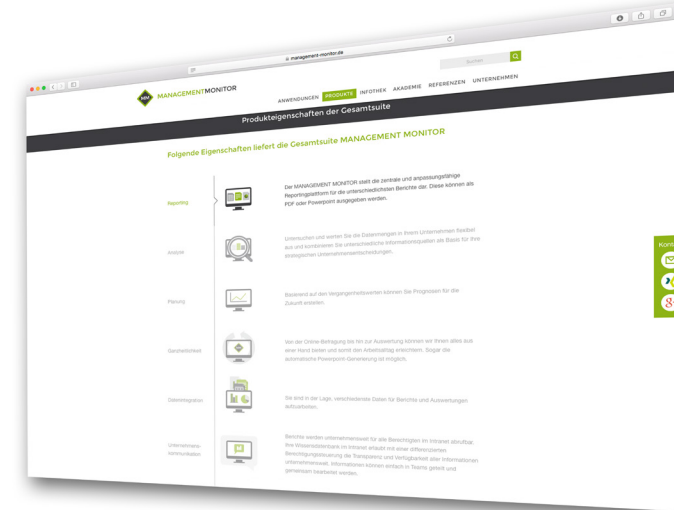 management-monitor.de
MM
MANAGEMENTMONITOR
Suchen
ANWENDUNGEN PRODUKTE INFOTHEK AKADEMIE REFERENZEN UNTERNEHMEN
Produkteigenschaften der Gesamtsuite
Folgende Eigenschaften liefert die Gesamtsuite MANAGEMENT MONITOR
Reporting
Der MANAGEMENT MONITOR stellt die zentrale und anpassungsfähige
Reportingplattform für die unterschiedlichsten Berichte dar. Diese können als
PDF oder Powerpoint ausgegeben werden.
Analyse
Untersuchen und werten Sie die Datenmengen in Ihrem Unternehmen flexibel
aus und kombinieren Sie unterschiedliche Informationsquellen als Basis für Ihre
strategischen Unternehmensentscheidungen.
Planung
Basierend auf den Vergangenheitswerten können Sie Prognosen für die
Zukunft erstellen.
Ganzheitlichkeit
Von der Online-Befragung bis hin zur Auswertung können wir Ihnen alles aus
einer Hand bieten und somit den Arbeitsalltag erleichtern. Sogar die
automatische Powerpoint-Generierung ist möglich.
Datenintegration
Sie sind in der Lage, verschiedenste Daten für Berichte und Auswertungen
aufzuarbeiten.
Unternehmens-
kommunikation
Berichte werden unternehmensweit für alle Berechtigten im Intranet abrufbar.
Ihre Wissensdatenbank im Intranet erlaubt mit einer differenzierten
Berechtigungssteuerung die Transparenz und Verfügbarkeit aller Informationen
unternehmensweit. Informationen können einfach in Teams geteilt und
gemeinsam bearbeitet werden.
Kont
g+